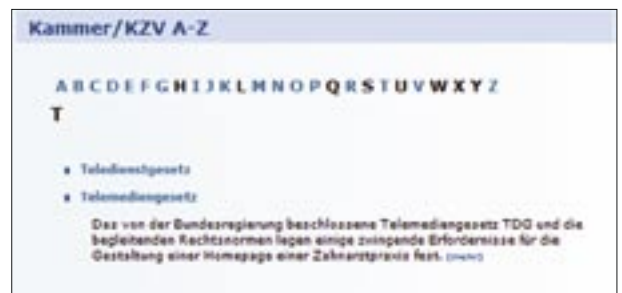 Kammer/KZV A-Z
A B C D E F G H I J K L M N O P Q R S T U V W X Y Z
T
Teledienstgesetz
Telemediengesetz
Das von der Bundesregierung beschlossene Telemediengesetz TDG und die
begleitenden Rechtsnormen legen einige zwingende Erfordernisse für die
Gestaltung einer Homepage einer Zahnarztpraxis fest. (mehr)